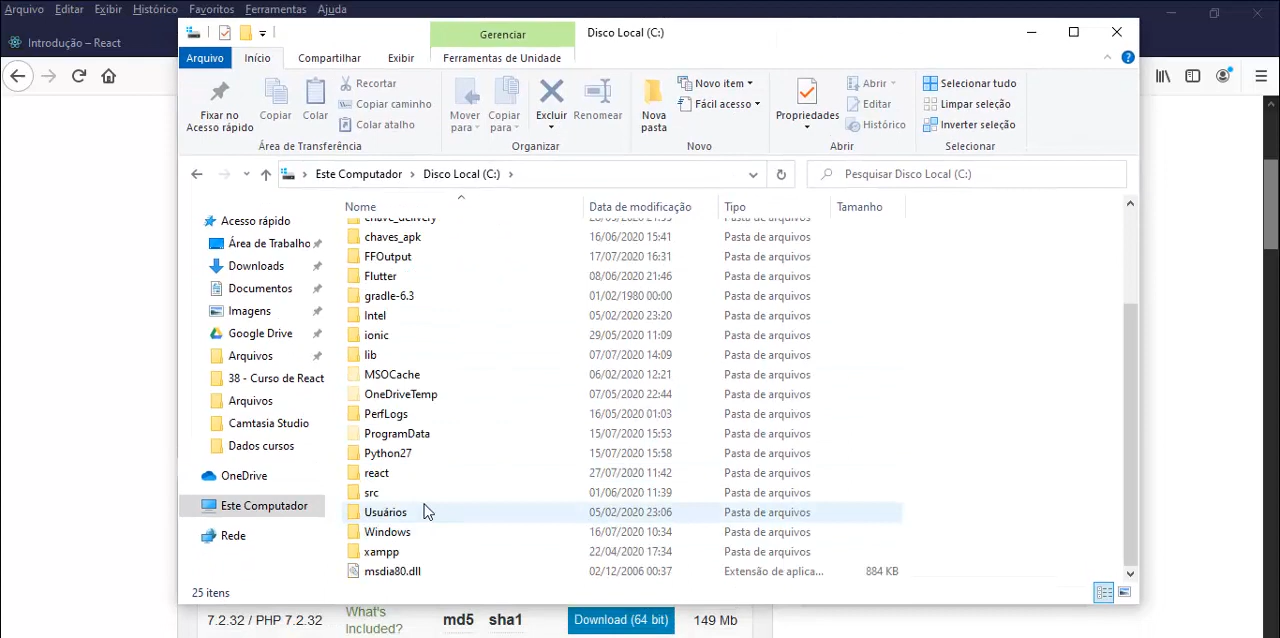 Arquivo Editar Exibir Histórico Favoritos Ferramentas Ajuda
Introdução – React
Gerenciar
Disco Local (C:)
Arquivo Início Compartilhar Exibir Ferramentas de Unidade
Fixar no Acesso rápido
Copiar
Colar
Recortar
Copiar caminho
Colar atalho
Área de Transferência
Mover para
Copiar para
Excluir
Renomear
Organizar
Nova pasta
Novo item
Fácil acesso
Novo
Propriedades
Abrir
Editar
Histórico
Abrir
Selecionar tudo
Limpar seleção
Inverter seleção
Selecionar
Este Computador > Disco Local (C:) >
Pesquisar Disco Local (C:)
Acesso rápido
Área de Trabalho
Downloads
Documentos
Imagens
Google Drive
Arquivos
38 - Curso de React
Arquivos
Camtasia Studio
Dados cursos
OneDrive
Este Computador
Rede
Nome Data de modificação Tipo Tamanho
chave_delivery Pasta de arquivos
chaves_apk 16/06/2020 15:41 Pasta de arquivos
FFOutput 17/07/2020 16:31 Pasta de arquivos
Flutter 08/06/2020 21:46 Pasta de arquivos
gradle-6.3 01/02/1980 00:00 Pasta de arquivos
Intel 05/02/2020 23:20 Pasta de arquivos
ionic 29/05/2020 11:09 Pasta de arquivos
lib 07/07/2020 14:09 Pasta de arquivos
MSOCache 06/02/2020 12:21 Pasta de arquivos
OneDriveTemp 07/05/2020 22:44 Pasta de arquivos
PerfLogs 16/05/2020 01:03 Pasta de arquivos
ProgramData 15/07/2020 15:53 Pasta de arquivos
Python27 15/07/2020 15:58 Pasta de arquivos
react 27/07/2020 11:42 Pasta de arquivos
src 01/06/2020 11:39 Pasta de arquivos
Usuários 05/02/2020 23:06 Pasta de arquivos
Windows 16/07/2020 10:34 Pasta de arquivos
xampp 22/04/2020 17:34 Pasta de arquivos
msdia80.dll 02/12/2006 00:37 Extensão de aplica... 884 KB
25 itens
7.2.32 / PHP 7.2.32 What's Included? md5 sha1 Download (64 bit) 149 Mb